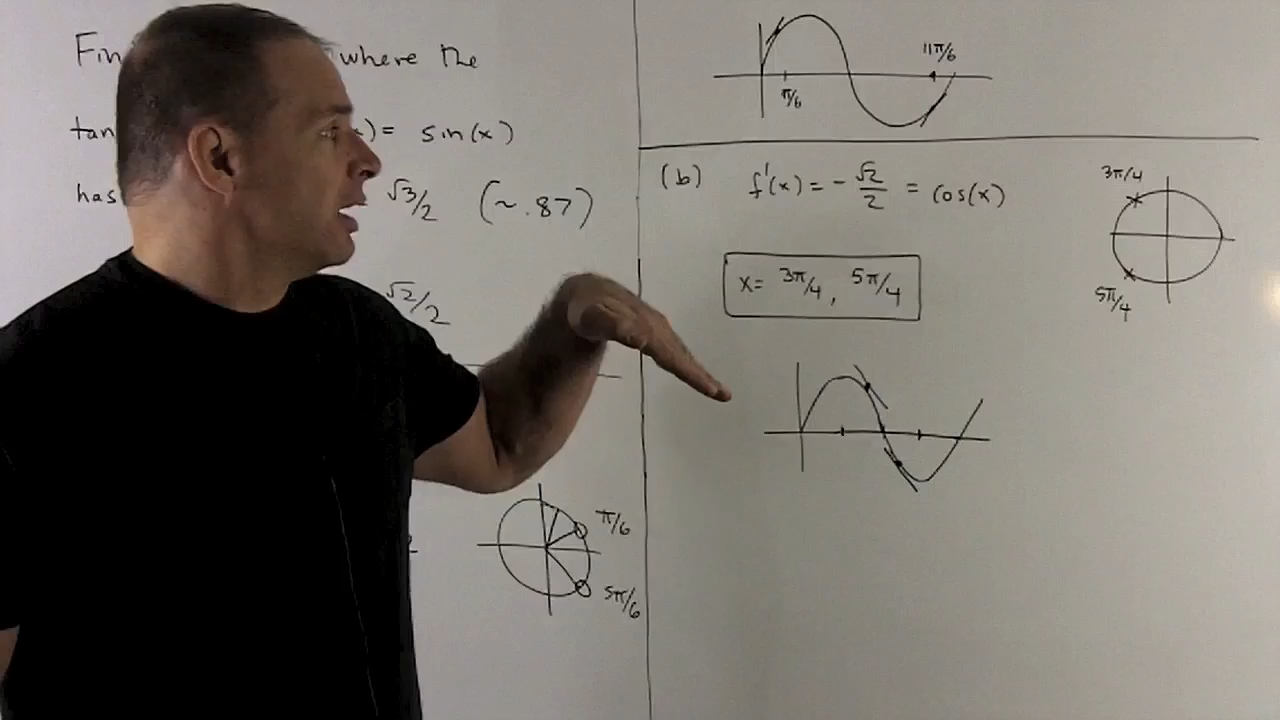 where the
tan x) = sin(x)
has √3/2 (~.87)
√2/2
π/6
5π/6
π/6
11π/6
(b) f'(x) = - √2/2 = cos(x)
x = 3π/4, 5π/4
3π/4
5π/4